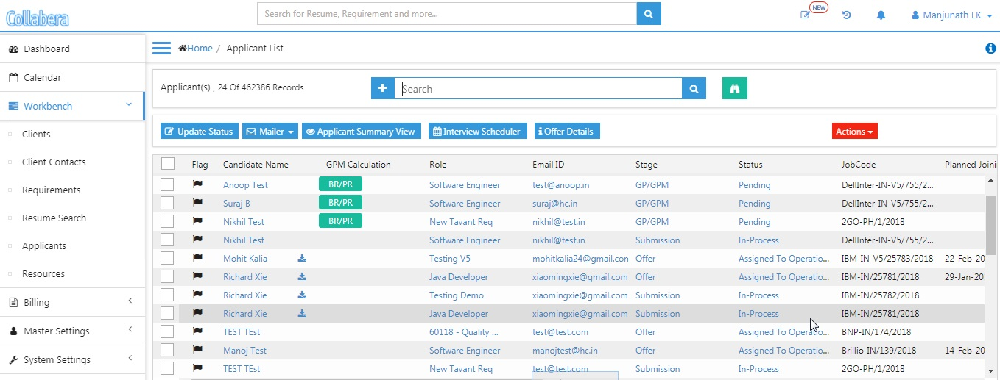 Collabera
Search for Resume, Requirement and more...
NEW
Manjunath LK
Dashboard
Calendar
Workbench
Clients
Client Contacts
Requirements
Resume Search
Applicants
Resources
Billing
Master Settings
System Settings
Home / Applicant List
Applicant(s) , 24 Of 462386 Records
Search
Update Status Mailer Applicant Summary View Interview Scheduler Offer Details Actions
Flag Candidate Name GPM Calculation Role Email ID Stage Status JobCode Planned Joini
Anoop Test BR/PR Software Engineer test@anoop.in GP/GPM Pending DellInter-IN-V5/755/2...
Suraj B BR/PR Software Engineer suraj@hc.in GP/GPM Pending DellInter-IN-V5/755/2...
Nikhil Test BR/PR New Tavant Req nikhil@test.in GP/GPM Pending 2GO-PH/1/2018
Nikhil Test Software Engineer nikhil@test.in Submission In-Process DellInter-IN-V5/755/2...
Mohit Kalia Testing V5 mohitkalia24@gmail.con Offer Assigned To Operatio... IBM-IN-V5/25783/2018 22-Feb-20
Richard Xie Java Developer xiaomingxie@gmail.com Offer Assigned To Operatio... IBM-IN/25781/2018 29-Jan-20
Richard Xie Testing Demo xiaomingxie@gmail.com Submission In-Process IBM-IN/25782/2018
Richard Xie Java Developer xiaomingxie@gmail.com Submission In-Process IBM-IN/25781/2018
TEST TEst 60118 - Quality ... test@test.com Offer Assigned To Operatio... BNP-IN/174/2018
Manoj Test Software Engineer manojtest@hc.in Offer Assigned To Operatio... Brillio-IN/139/2018 14-Feb-20
TEST TEst New Tavant Req test@test.com Submission In-Process 2GO-PH/1/2018